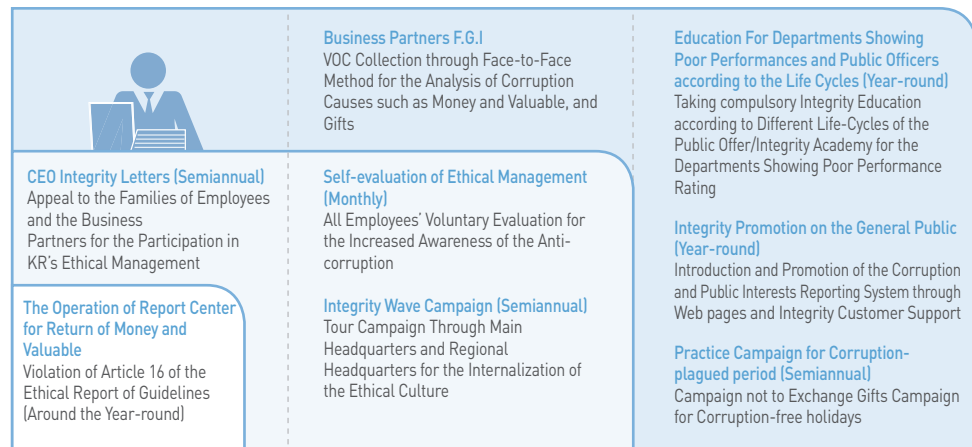 CEO Integrity Letters (Semiannual)
Appeal to the Families of Employees
and the Business
Partners for the Participation in
KR's Ethical Management
The Operation of Report Center
for Return of Money and
Valuable
Violation of Article 16 of the
Ethical Report of Guidelines
(Around the Year-round)
Business Partners F.G.I
VOC Collection through Face-to-Face
Method for the Analysis of Corruption
Causes such as Money and Valuable, and
Gifts
Self-evaluation of Ethical Management
(Monthly)
All Employees' Voluntary Evaluation for
the Increased Awareness of the Anti-
corruption
Integrity Wave Campaign (Semiannual)
Tour Campaign Through Main
Headquarters and Regional
Headquarters for the Internalization of
the Ethical Culture
Education For Departments Showing
Poor Performances and Public Officers
according to the Life Cycles (Year-round)
Taking compulsory Integrity Education
according to Different Life-Cycles of the
Public Offer/Integrity Academy for the
Departments Showing Poor Performance
Rating
Integrity Promotion on the General Public
(Year-round)
Introduction and Promotion of the Corruption
and Public Interests Reporting System through
Web pages and Integrity Customer Support
Practice Campaign for Corruption-
plagued period (Semiannual)
Campaign not to Exchange Gifts Campaign
for Corruption-free holidays